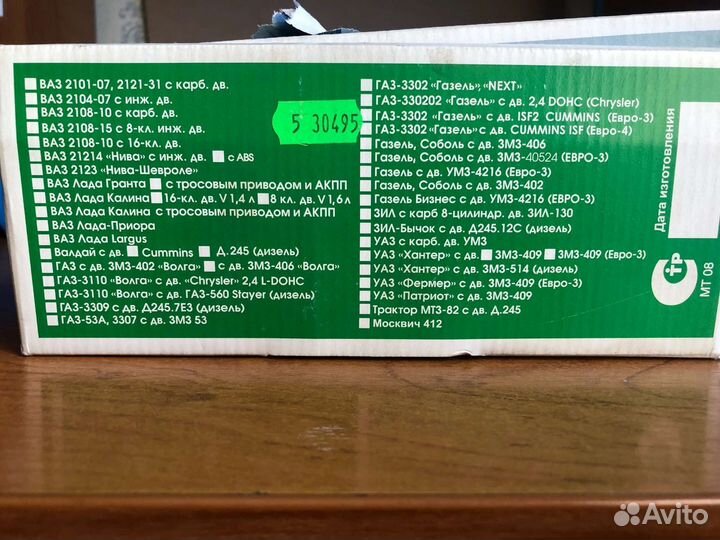 ВАЗ 2101-07, 2121-31 с карб. дв.
ВАЗ 2104-07 с инж. дв.
ВАЗ 2108-10 с карб. дв.
ВАЗ 2108-15 с 8-кл. инж. дв.
ВАЗ 2108-10 с 16-кл. дв.
ВАЗ 21214 «Нива» с инж. дв. с ABS
ВАЗ 2123 «Нива-Шевроле»
ВАЗ Лада Гранта с тросовым приводом и АКПП
ВАЗ Лада Калина 16-кл. дв. V 1,4 л 8 кл. дв. V 1,6л
ВАЗ Лада Калина с тросовым приводом и АКПП
ВАЗ Лада-Приора
ВАЗ Лада Largus
Валдай с дв. Cummins Д.245 (дизель)
ГАЗ с дв. ЗМЗ-402 «Волга» с дв. ЗМЗ-406 «Волга»
ГАЗ-3110 «Волга» с дв. «Chrysler» 2,4 L-DOHC
ГАЗ-3110 «Волга» с дв. ГАЗ-560 Stayer (дизель)
ГАЗ-3309 с дв. Д245.7Е3 (дизель)
ГАЗ-53А, 3307 с дв. ЗМЗ 53
5 30495
ГАЗ-3302 «Газель», «NEXT»
ГАЗ-330202 «Газель» с дв. 2,4 DOHC (Chrysler)
ГАЗ-3302 «Газель» с дв. ISF2 CUMMINS (Евро-3)
ГАЗ-3302 «Газель» с дв. CUMMINS ISF (Евро-4)
Газель, Соболь с дв. ЗМЗ-406
Газель, Соболь с дв. ЗМЗ-40524 (ЕВРО-3)
Газель с дв. УМЗ-4216 (Евро-3)
Газель, Соболь с дв. ЗМЗ-402
Газель Бизнес с дв. УМЗ-4216 (ЕВРО-3)
ЗИЛ с карб 8-цилиндр. дв. ЗИЛ-130
ЗИЛ-Бычок с дв. Д245.12С (дизель)
УАЗ с карб. дв. УМЗ
УАЗ «Хантер» с дв. ЗМЗ-409 ЗМЗ-409 (Евро-3)
УАЗ «Хантер» с дв. ЗМЗ-514 (дизель)
УАЗ «Фермер» с дв. ЗМЗ-409 (Евро-3)
УАЗ «Патриот» с дв. ЗМЗ-409
Трактор МТЗ-82 с дв. Д.245
Москвич 412
Дата изготовления
СТР
МТ 08
Avito